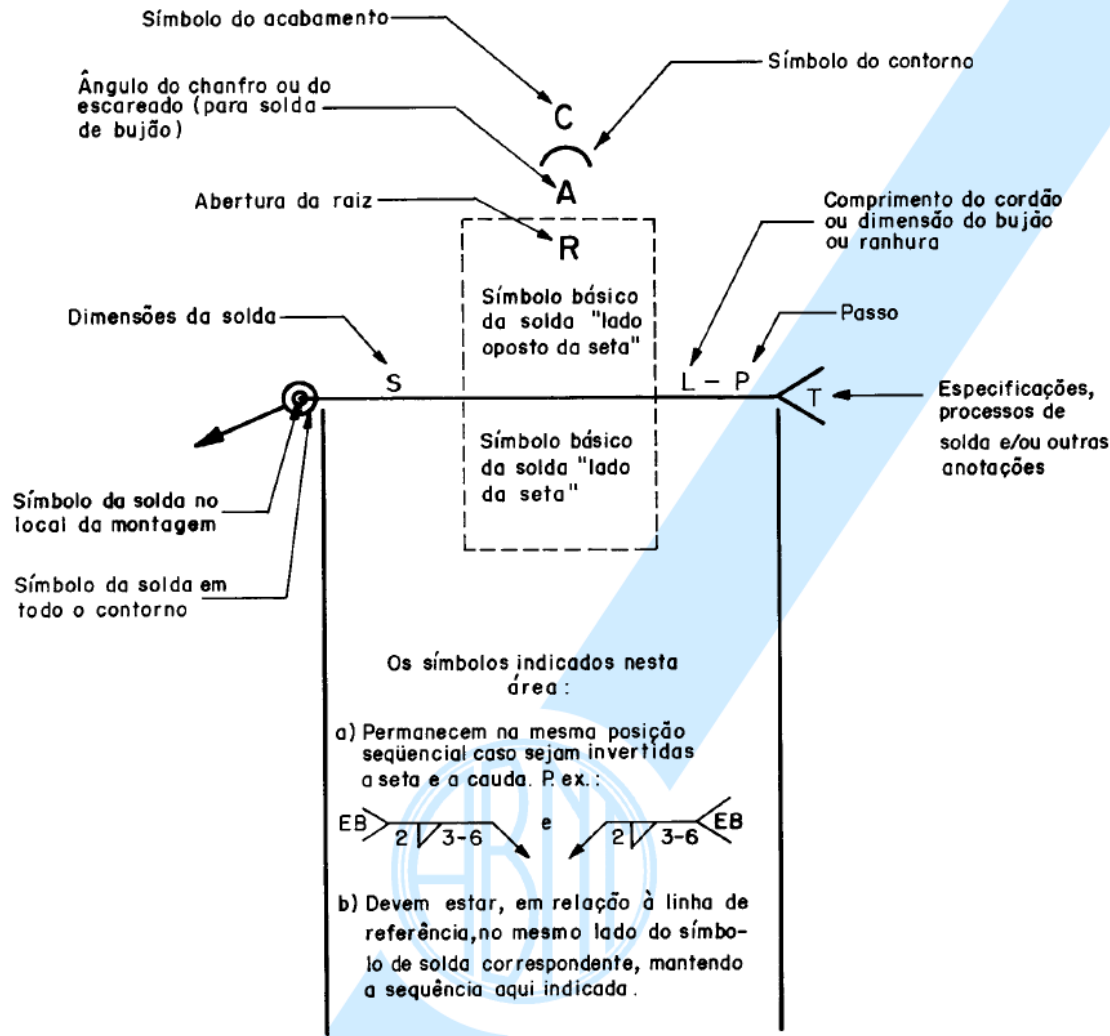 Símbolo do acabamento
Símbolo do contorno
Ângulo do chanfro ou do
escareado (para solda
de bujão)
C
A
Abertura da raiz
R
Comprimento do cordão
ou dimensão do bujão
ou ranhura
Símbolo básico
da solda "lado
oposto da seta"
Dimensões da solda
Passo
S
L - P
T
Especificações,
processos de
solda e/ou outras
anotações
Símbolo básico
da solda "lado
da seta"
Símbolo da solda no
local da montagem
Símbolo da solda em
todo o contorno
Os símbolos indicados nesta
área :
a) Permanecem na mesma posição
seqüencial caso sejam invertidas
a seta e a cauda. P. ex. :
EB 2 3-6 e 2 3-6 EB
b) Devem estar, em relação à linha de
referência, no mesmo lado do símbo-
lo de solda correspondente, mantendo
a sequência aqui indicada .
ABNT